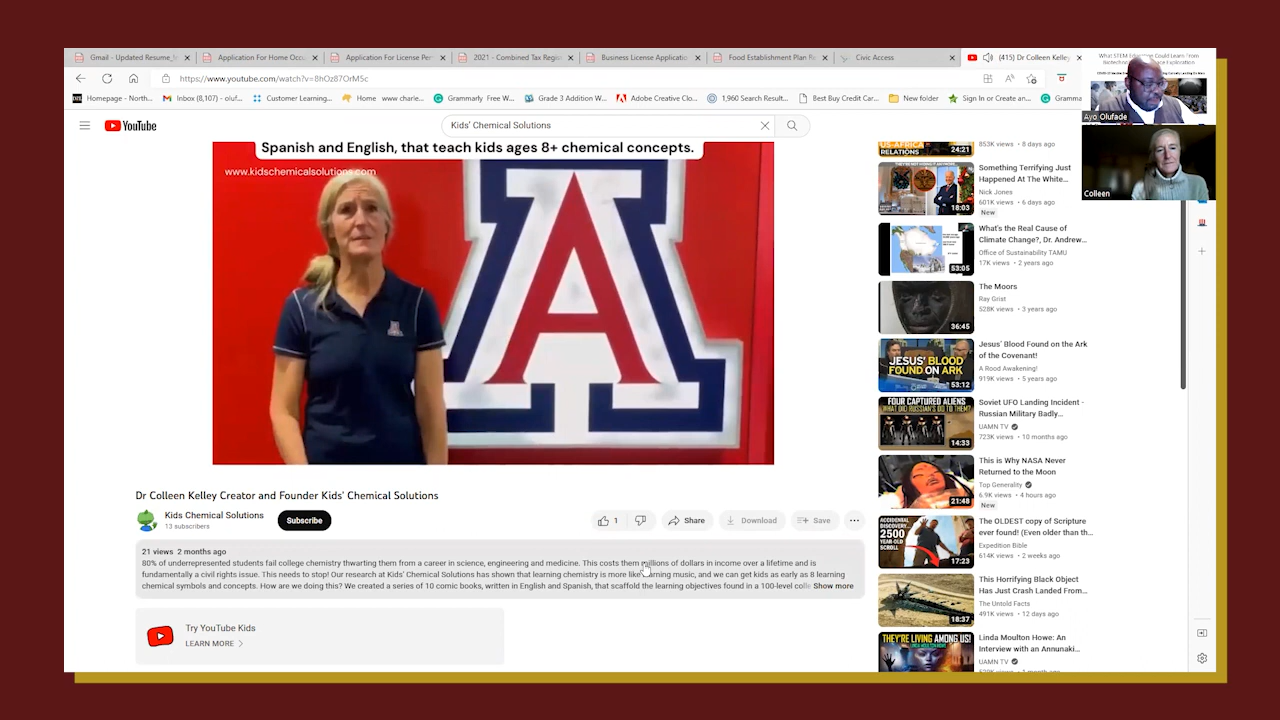 Gmail - Updated Resume_
Application For Home Occ
Application For License Per
2021 - Combined Tax Regis
Business License Applicatio
Food Establishment Plan Re
Civic Access
(415) Dr Colleen Kelley
https://www.youtube.com/watch?v=8hOz87OrM5c
Homepage - North...
Inbox (8,107) - oluf...
Customer Learning...
Home www charle...
Grammarly: Free W...
Grade 3 Addition W...
Adobe Creative Clo...
1,960 Search Result...
Best Buy Credit Car...
New folder
Sign In or Create an...
Gramma
Ayo Olufade
Colleen
YouTube
Kids' Chemical Solutions
Spanish and English, that teach kids ages 8+ chemical concepts.
www.kidschemicalsolutions.com
A
Dr Colleen Kelley Creator and Founder Kids' Chemical Solutions
Kids Chemical Solutions
13 subscribers
Subscribe
1
Share
Download
Save
21 views 2 months ago
80% of underrepresented students fail college chemistry thwarting them from a career in science, engineering and medicine. This costs them millions of dollars in income over a lifetime and is
fundamentally a civil rights issue. This needs to stop! Our research at Kids' Chemical Solutions has shown that learning chemistry is more like learning music, and we can get kids as early as 8 learning
chemical symbols and concepts. How are we doing this? We created a series of 10 comic books, written in English and Spanish, that scaffold the learning objectives found in a 100-level colle Show more
Try YouTube Kids
LEARN MORE
US-AFRICA
RELATIONS
24:21
853K views • 8 days ago
18:03
Something Terrifying Just
Happened At The White...
Nick Jones
601K views • 6 days ago
New
53:05
What's the Real Cause of
Climate Change?, Dr. Andrew...
Office of Sustainability TAMU
17K views • 2 years ago
36:45
The Moors
Ray Grist
528K views • 3 years ago
JESUS' BLOOD
FOUND ON ARK
53:12
Jesus' Blood Found on the Ark
of the Covenant!
A Rood Awakening!
919K views • 5 years ago
FOUR CAPTURED ALIENS
WHAT DID RUSSIAN'S DO TO THEM?
14:33
Soviet UFO Landing Incident -
Russian Military Badly...
UAMN TV
723K views • 10 months ago
21:48
This is Why NASA Never
Returned to the Moon
Top Generality
6.9K views • 4 hours ago
New
ACCIDENTAL
DISCOVERY...
2500
YEAR-OLD
SCROLL
17:23
The OLDEST copy of Scripture
ever found! (Even older than th...
Expedition Bible
614K views • 2 weeks ago
18:37
This Horrifying Black Object
Has Just Crash Landed From...
The Untold Facts
491K views • 12 days ago
THEY'RE LIVING AMONG US!
Linda Moulton Howe: An
Interview with an Annunaki...
UAMN TV